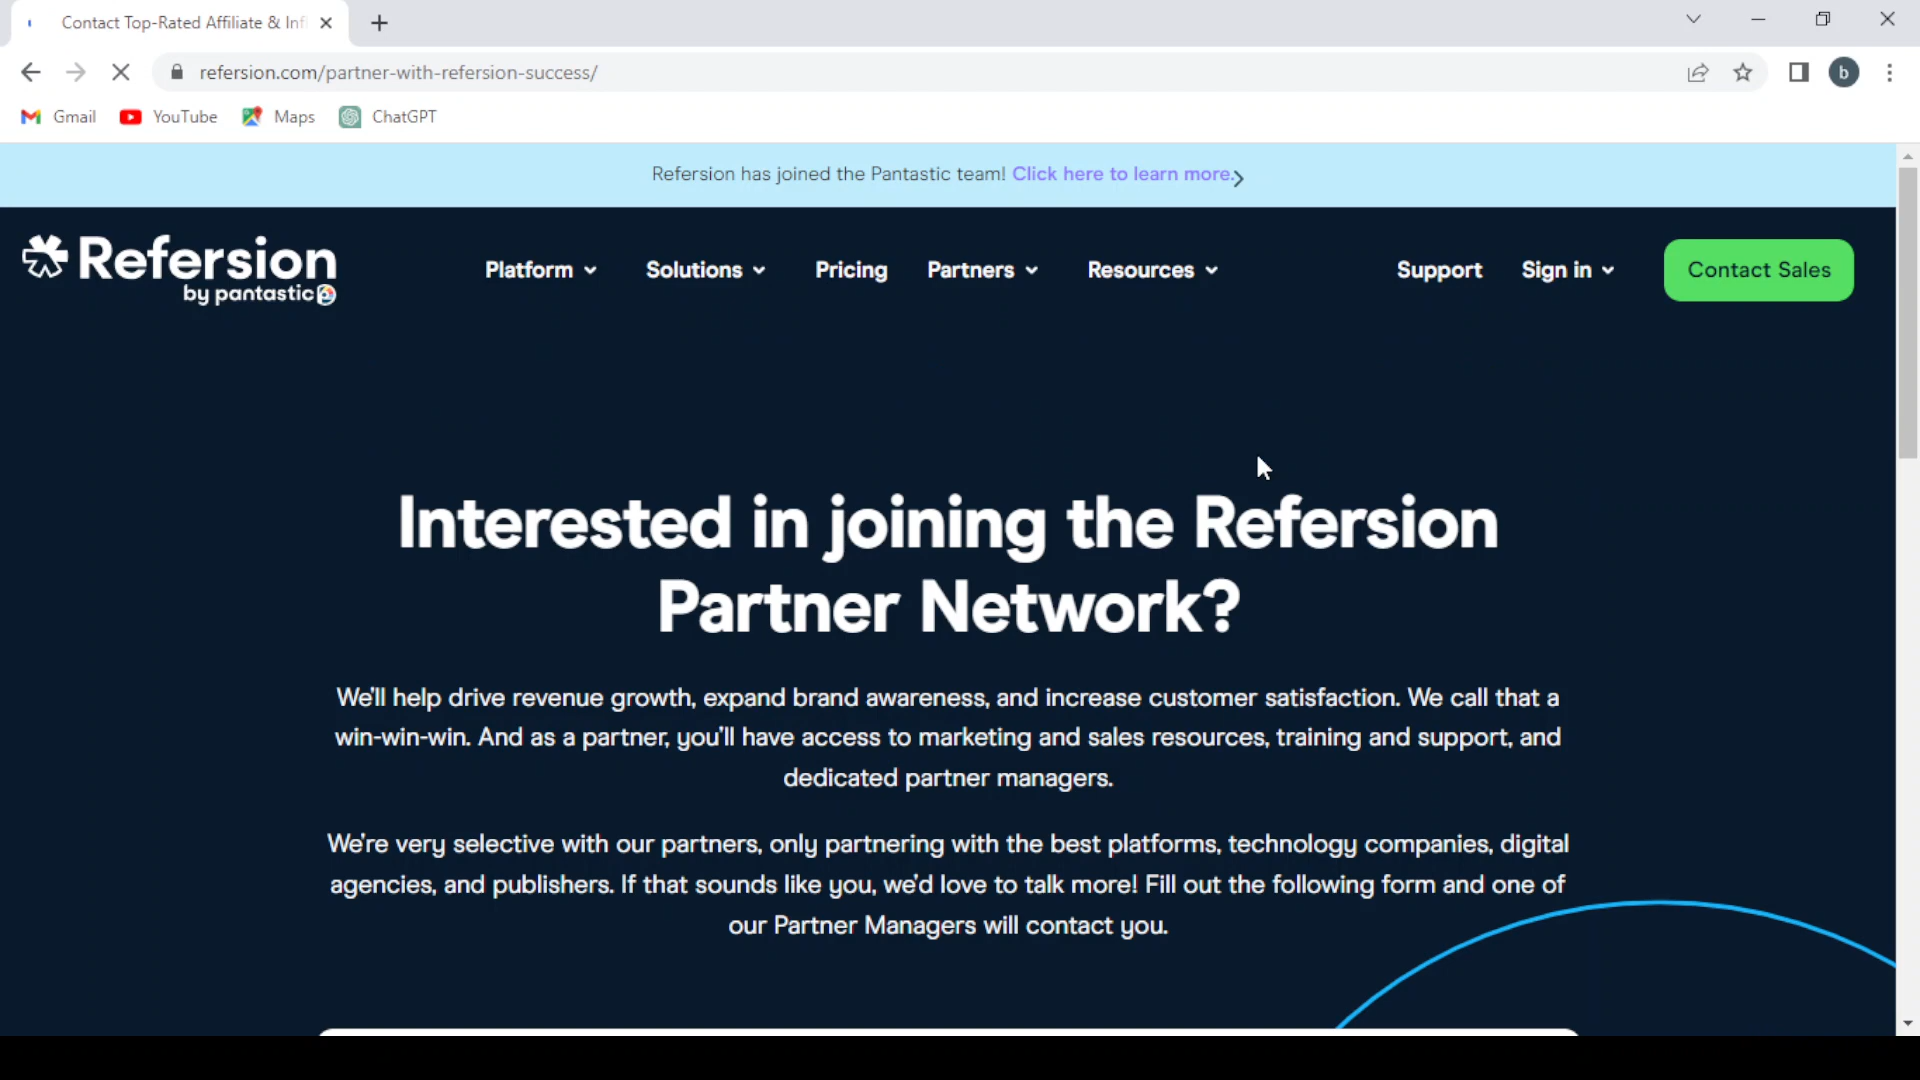 Contact Top-Rated Affiliate & Inf
refersion.com/partner-with-refersion-success/
b
Gmail
YouTube
Maps
ChatGPT
Refersion has joined the Pantastic team! Click here to learn more.
Refersion
by pantastic
Platform
Solutions
Pricing
Partners
Resources
Support
Sign in
Contact Sales
Interested in joining the Refersion
Partner Network?
We'll help drive revenue growth, expand brand awareness, and increase customer satisfaction. We call that a
win-win-win. And as a partner, you'll have access to marketing and sales resources, training and support, and
dedicated partner managers.
We're very selective with our partners, only partnering with the best platforms, technology companies, digital
agencies, and publishers. If that sounds like you, we'd love to talk more! Fill out the following form and one of
our Partner Managers will contact you.